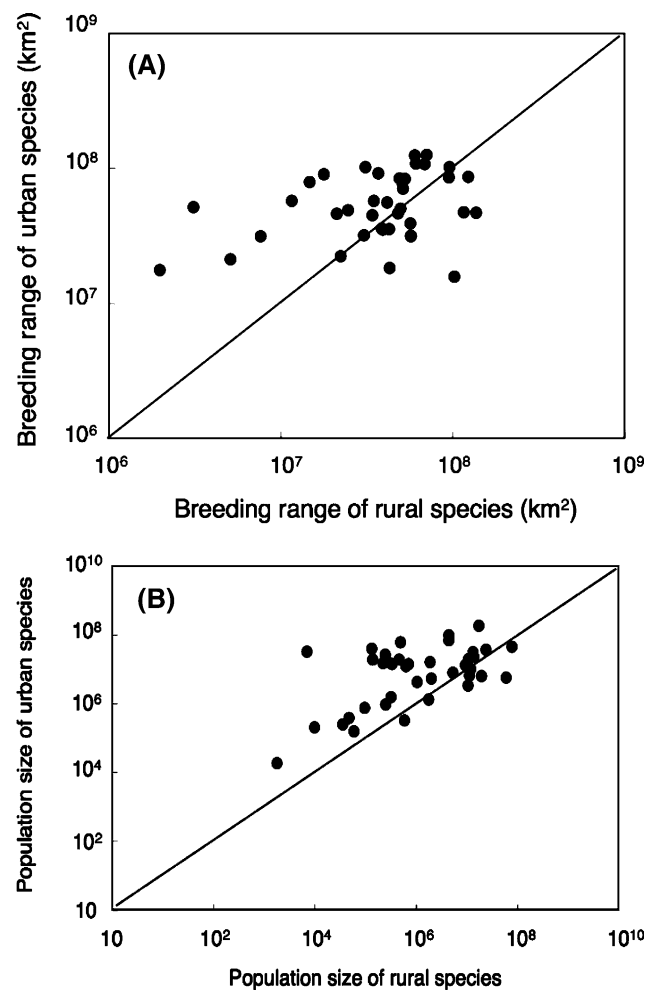 10⁹
(A)
10⁸
10⁷
10⁶
Breeding range of urban species (km²)
10⁶ 10⁷ 10⁸ 10⁹
Breeding range of rural species (km²)
10¹⁰
(B)
10⁸
10⁶
10⁴
10²
10
Population size of urban species
10 10² 10⁴ 10⁶ 10⁸ 10¹⁰
Population size of rural species